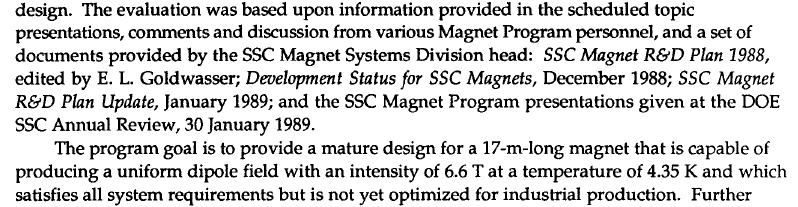 design. The evaluation was based upon information provided in the scheduled topic
presentations, comments and discussion from various Magnet Program personnel, and a set of
documents provided by the SSC Magnet Systems Division head: SSC Magnet R&D Plan 1988,
edited by E. L. Goldwasser; Development Status for SSC Magnets, December 1988; SSC Magnet
R&D Plan Update, January 1989; and the SSC Magnet Program presentations given at the DOE
SSC Annual Review, 30 January 1989.
The program goal is to provide a mature design for a 17-m-long magnet that is capable of
producing a uniform dipole field with an intensity of 6.6 T at a temperature of 4.35 K and which
satisfies all system requirements but is not yet optimized for industrial production. Further